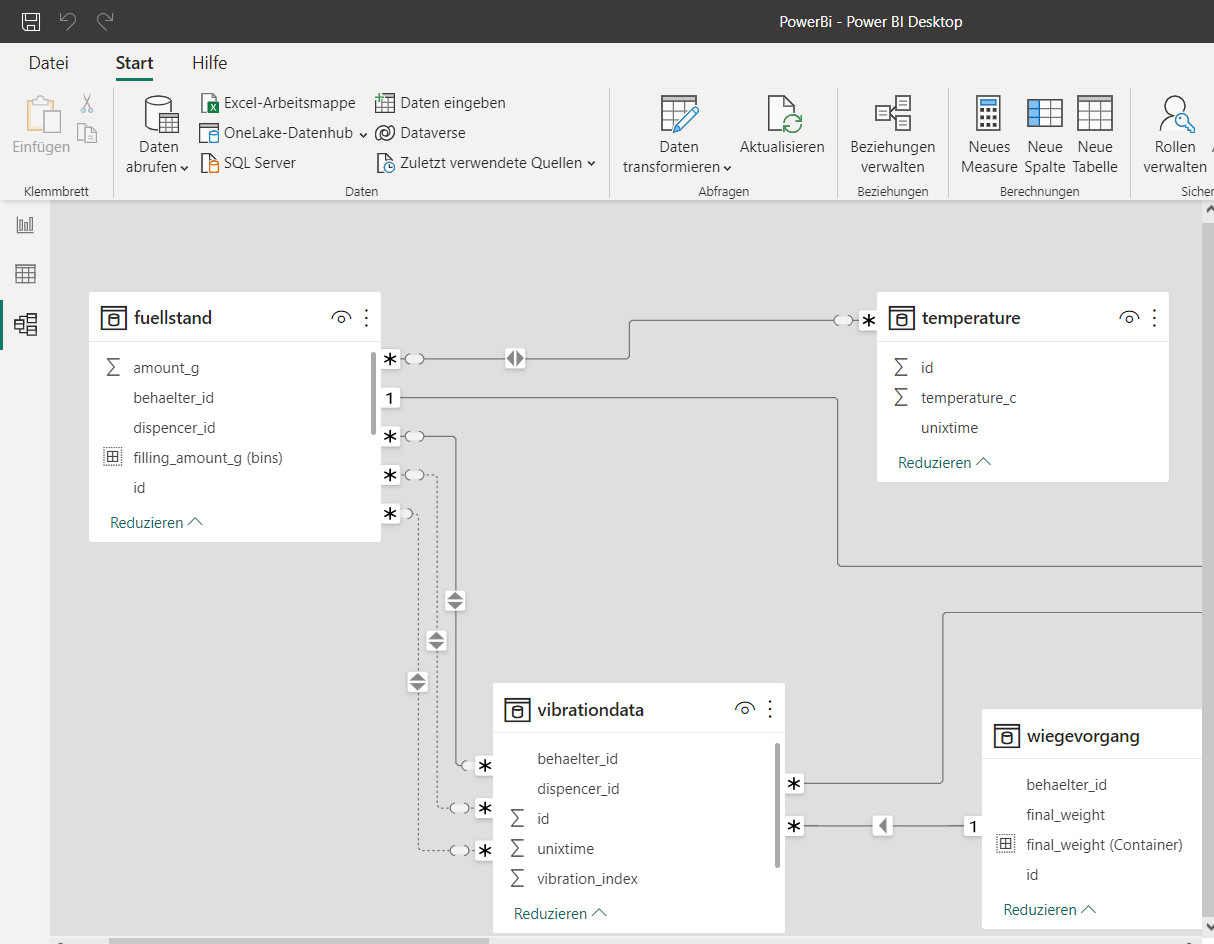 PowerBi - Power BI Desktop
Datei Start Hilfe
Einfügen
Klemmbrett
Daten abrufen
Excel-Arbeitsmappe
OneLake-Datenhub
SQL Server
Daten eingeben
Dataverse
Zuletzt verwendete Quellen
Daten
Daten transformieren
Aktualisieren
Abfragen
Beziehungen verwalten
Beziehungen
Neues Measure
Neue Spalte
Neue Tabelle
Berechnungen
Rollen verwalten
Sicher
fuellstand
amount_g
behaelter_id
dispencer_id
filling_amount_g (bins)
id
Reduzieren
*
1
*
*
*
*
temperature
id
temperature_c
unixtime
Reduzieren
vibrationdata
behaelter_id
dispencer_id
id
unixtime
vibration_index
Reduzieren
*
*
*
*
*
1
wiegevorgang
behaelter_id
final_weight
final_weight (Container)
id
Reduzieren